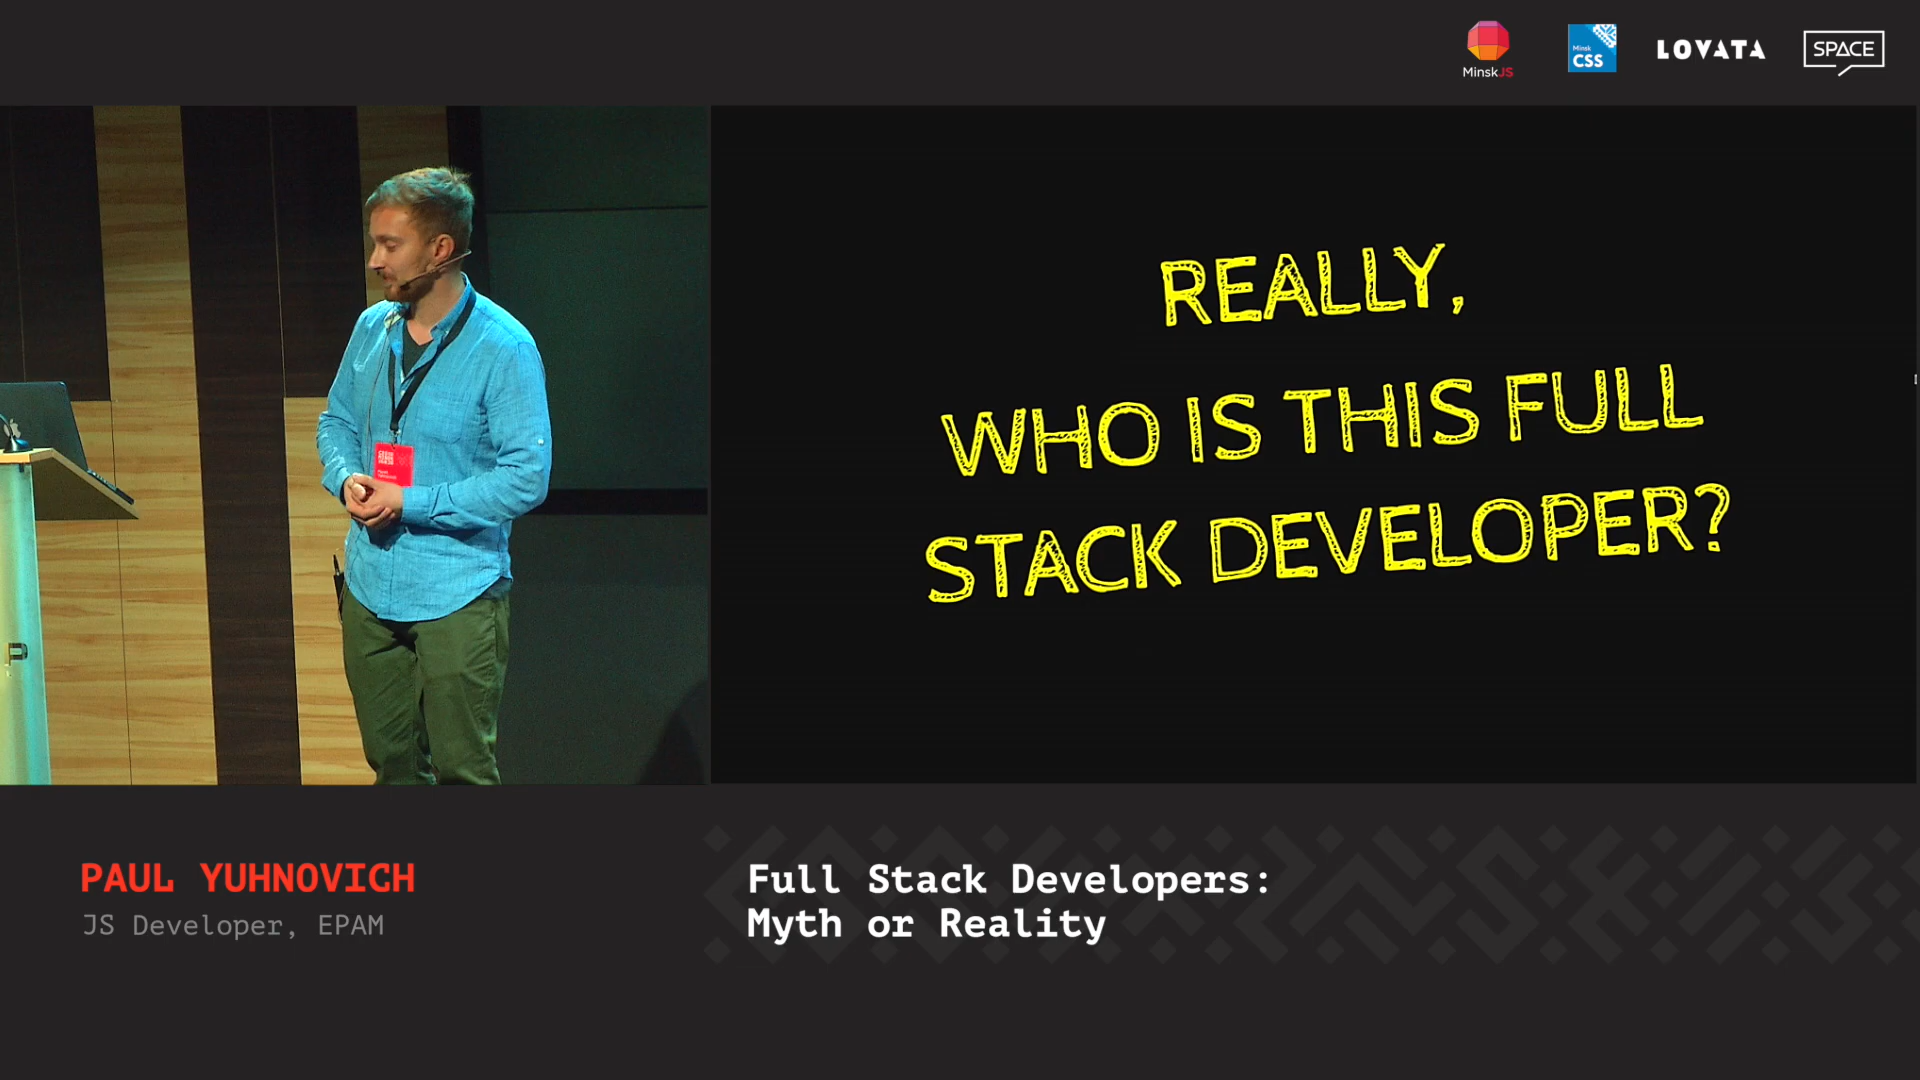 MinskJS
Minsk
CSS
LOVATA
SPACE
REALLY,
WHO IS THIS FULL
STACK DEVELOPER?
PAUL YUHNOVICH
JS Developer, EPAM
Full Stack Developers:
Myth or Reality